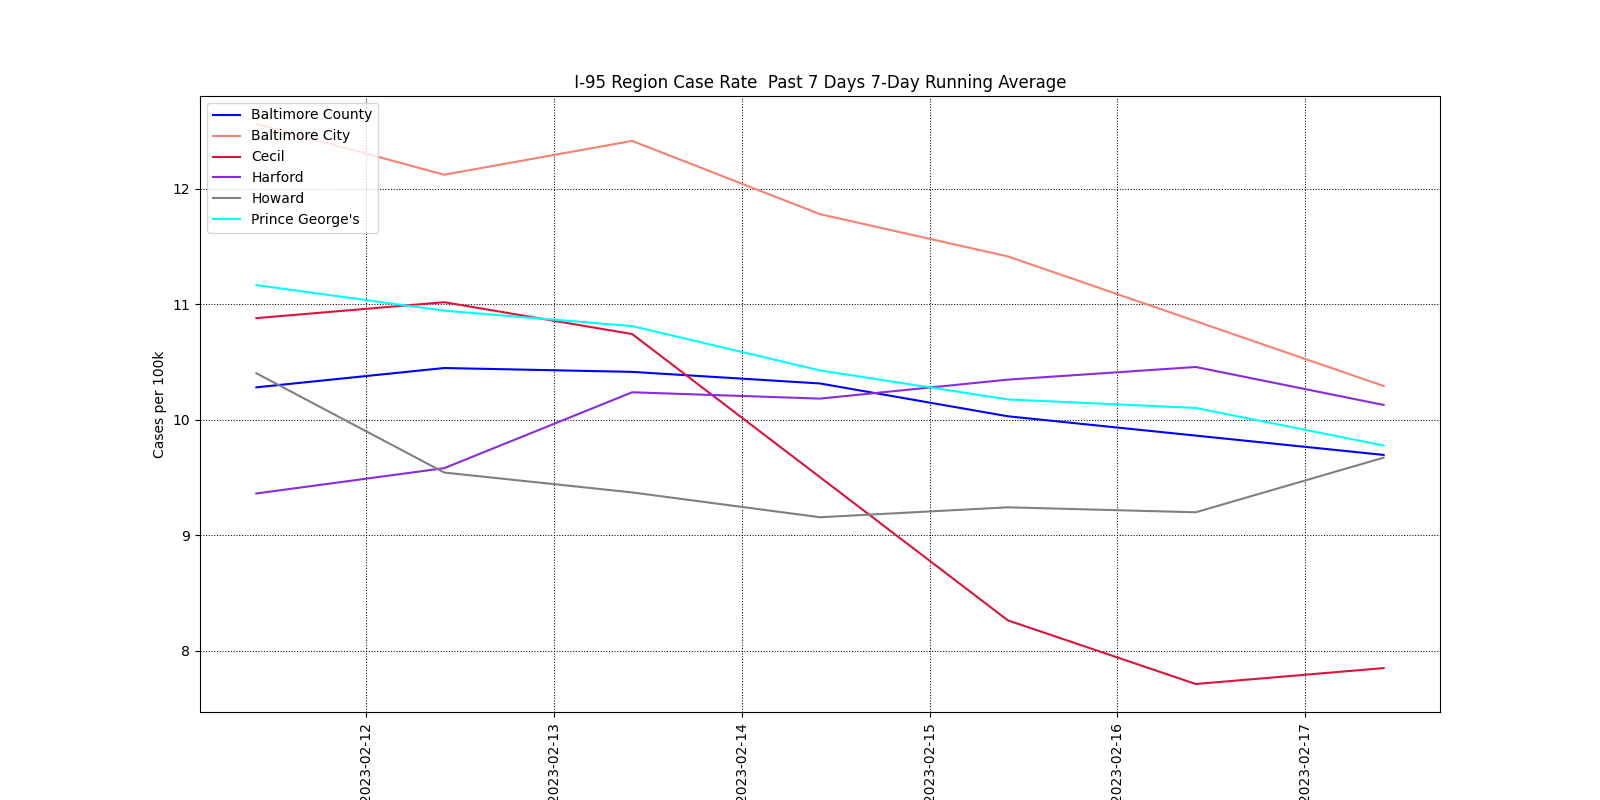 I-95 Region Case Rate  Past 7 Days 7-Day Running Average
Baltimore County
Baltimore City
Cecil
Harford
Howard
Prince George's
12
11
10
9
8
Cases per 100k
2023-02-12
2023-02-13
2023-02-14
2023-02-15
2023-02-16
2023-02-17